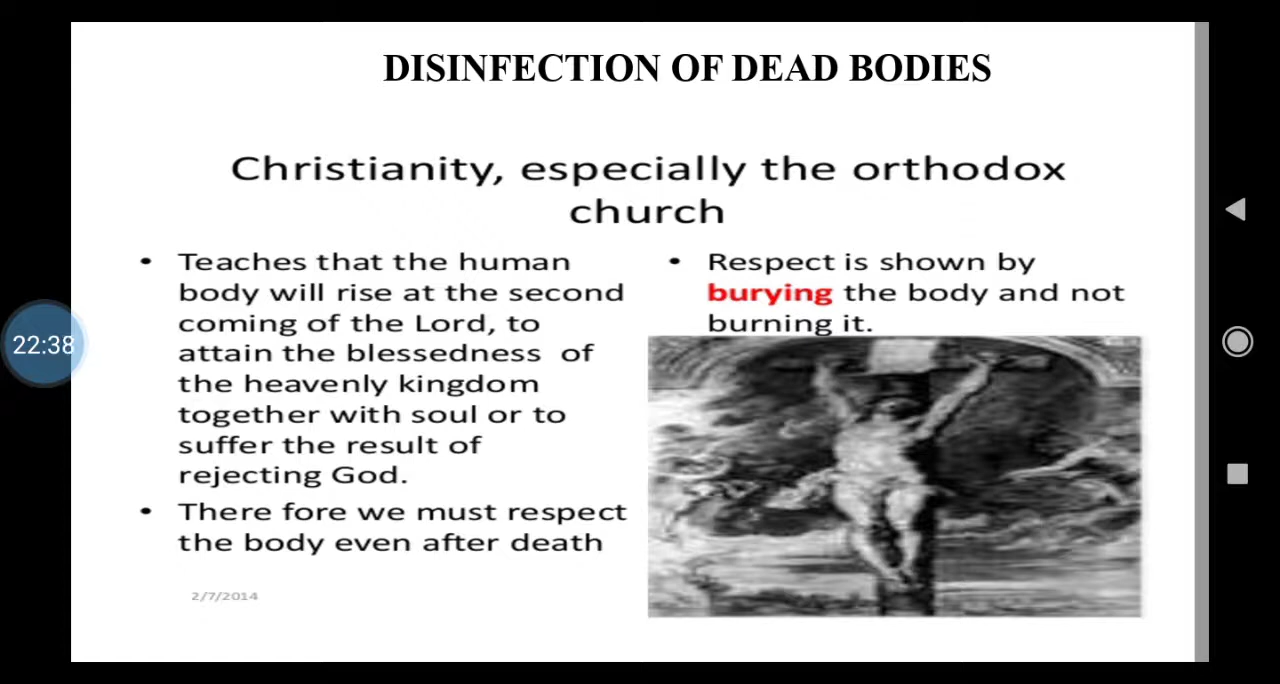 DISINFECTION OF DEAD BODIES
Christianity, especially the orthodox
church
• Teaches that the human
body will rise at the second
coming of the Lord, to
attain the blessedness of
the heavenly kingdom
together with soul or to
suffer the result of
rejecting God.
• There fore we must respect
the body even after death
• Respect is shown by
burying the body and not
burning it.
2/7/2014
22:38